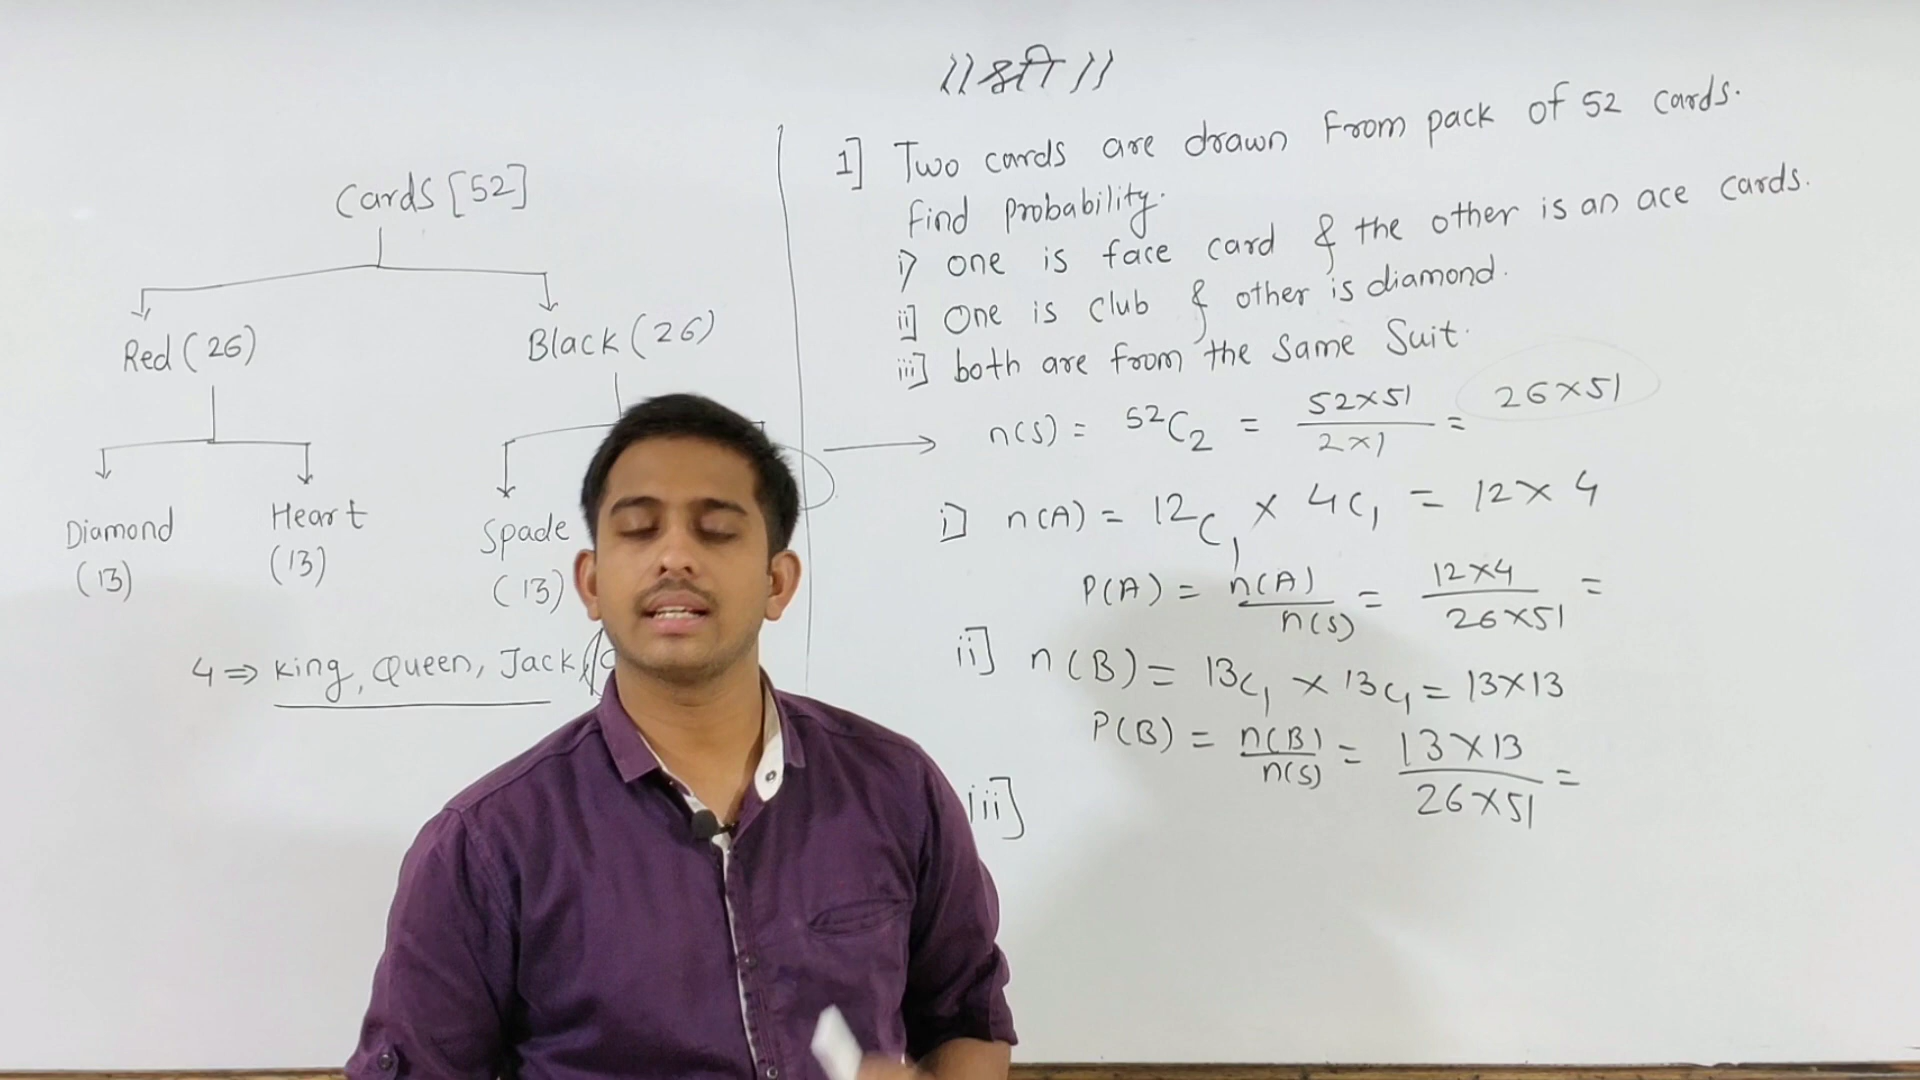 ॥ श्री ॥
Cards [52]
Red (26)
Black (26)
Diamond
(13)
Heart
(13)
Spade
(13)
4 ⇒ King, Queen, Jack,
1] Two cards are drawn From pack of 52 cards.
Find probability.
i) one is face card & the other is an ace cards.
ii] One is club & other is diamond.
iii] both are from the Same Suit.
n(S) = 52C2 = 52×51 / 2×1 = 26×51
i] n(A) = 12C1 × 4C1 = 12×4
P(A) = n(A) / n(S) = 12×4 / 26×51 =
ii] n(B) = 13C1 × 13C1 = 13×13
P(B) = n(B) / n(S) = 13×13 / 26×51 =
iii]